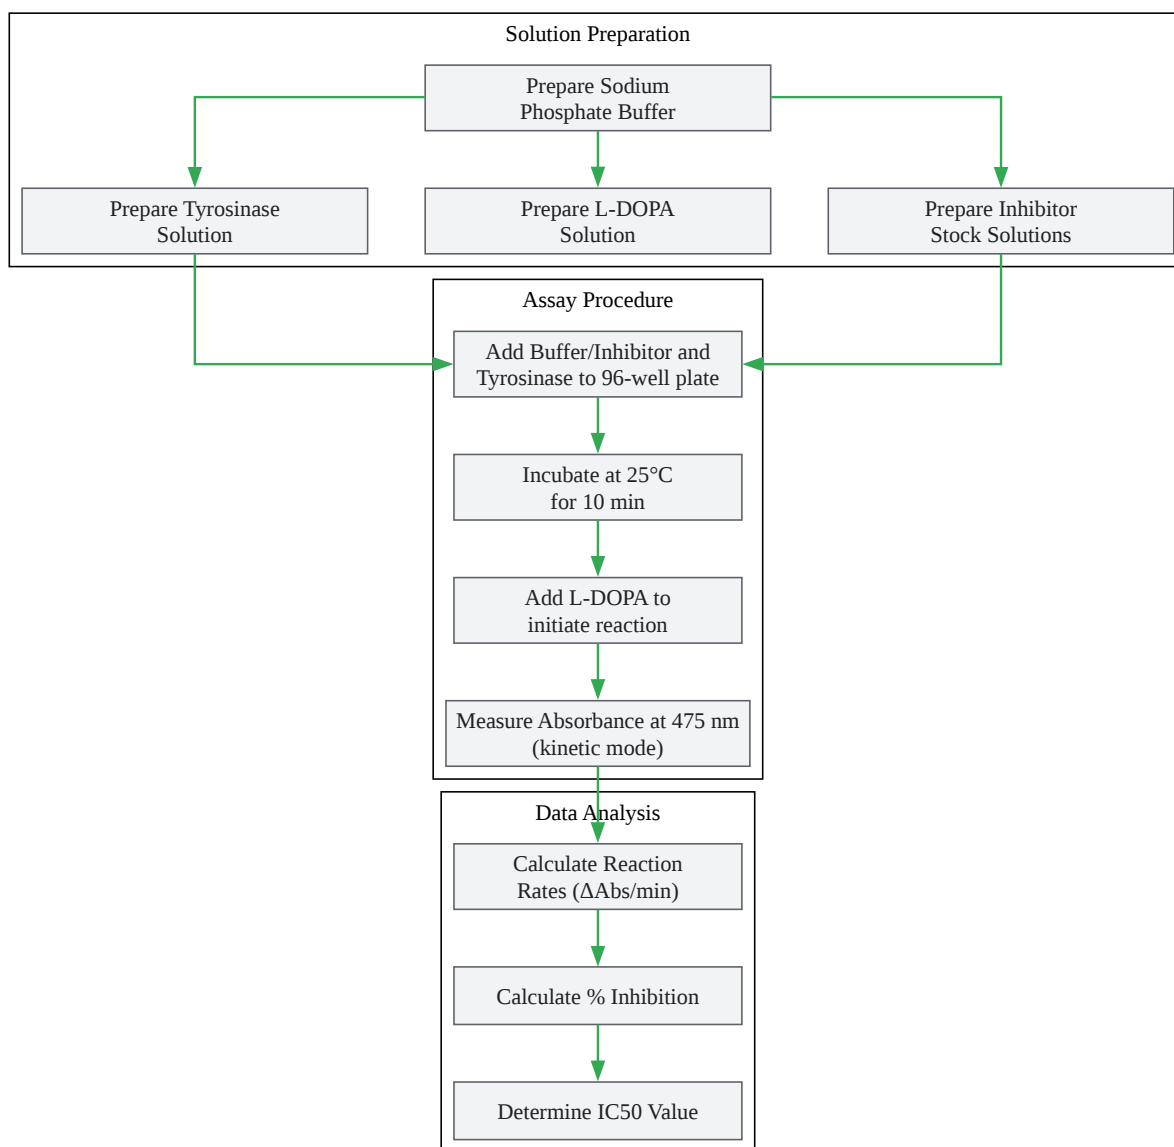 Solution Preparation
Prepare Sodium
Phosphate Buffer
Prepare Tyrosinase
Solution
Prepare L-DOPA
Solution
Prepare Inhibitor
Stock Solutions
Assay Procedure
Add Buffer/Inhibitor and
Tyrosinase to 96-well plate
Incubate at 25°C
for 10 min
Add L-DOPA to
initiate reaction
Measure Absorbance at 475 nm
(kinetic mode)
Data Analysis
Calculate Reaction
Rates (ΔAbs/min)
Calculate % Inhibition
Determine IC50 Value